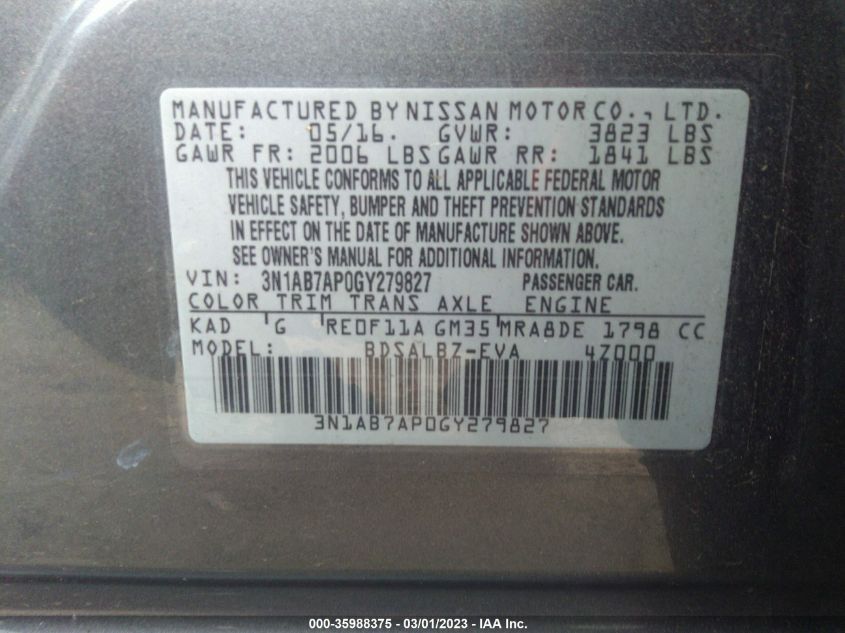 MANUFACTURED BY NISSAN MOTOR CO., LTD.
DATE: 05/16. GVWR: 3823 LBS
GAWR FR: 2006 LBS GAWR RR: 1841 LBS
THIS VEHICLE CONFORMS TO ALL APPLICABLE FEDERAL MOTOR
VEHICLE SAFETY, BUMPER AND THEFT PREVENTION STANDARDS
IN EFFECT ON THE DATE OF MANUFACTURE SHOWN ABOVE.
SEE OWNER'S MANUAL FOR ADDITIONAL INFORMATION.
VIN: 3N1AB7AP0GY279827 PASSENGER CAR.
COLOR TRIM TRANS AXLE ENGINE
KAD G RE0F11A GM35 MRA8DE 1798 CC
MODEL: BDSALBZ-EVA 4Z000
3N1AB7AP0GY279827
000-35988375 - 03/01/2023 - IAA Inc.